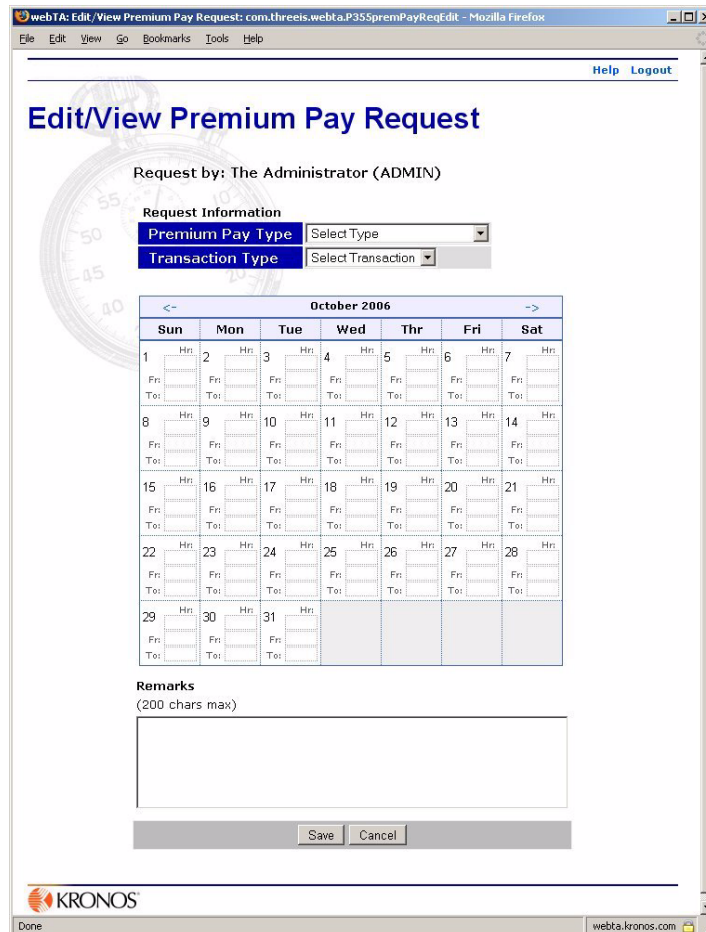 webTA: Edit/View Premium Pay Request: com.threeis.webta.P355premPayReqEdit - Mozilla Firefox
File Edit View Go Bookmarks Tools Help
Help Logout
Edit/View Premium Pay Request
Request by: The Administrator (ADMIN)
55
50
45
40
10
20
Request Information
Premium Pay Type Select Type
Transaction Type Select Transaction
<- October 2006 ->
Sun Mon Tue Wed Thr Fri Sat
1 Hr: 2 Hr: 3 Hr: 4 Hr: 5 Hr: 6 Hr: 7 Hr:
Fr: Fr: Fr: Fr: Fr: Fr: Fr:
To: To: To: To: To: To: To:
8 Hr: 9 Hr: 10 Hr: 11 Hr: 12 Hr: 13 Hr: 14 Hr:
Fr: Fr: Fr: Fr: Fr: Fr: Fr:
To: To: To: To: To: To: To:
15 Hr: 16 Hr: 17 Hr: 18 Hr: 19 Hr: 20 Hr: 21 Hr:
Fr: Fr: Fr: Fr: Fr: Fr: Fr:
To: To: To: To: To: To: To:
22 Hr: 23 Hr: 24 Hr: 25 Hr: 26 Hr: 27 Hr: 28 Hr:
Fr: Fr: Fr: Fr: Fr: Fr: Fr:
To: To: To: To: To: To: To:
29 Hr: 30 Hr: 31 Hr:
Fr: Fr: Fr:
To: To: To:
Remarks
(200 chars max)
Save Cancel
KRONOS
Done webta.kronos.com